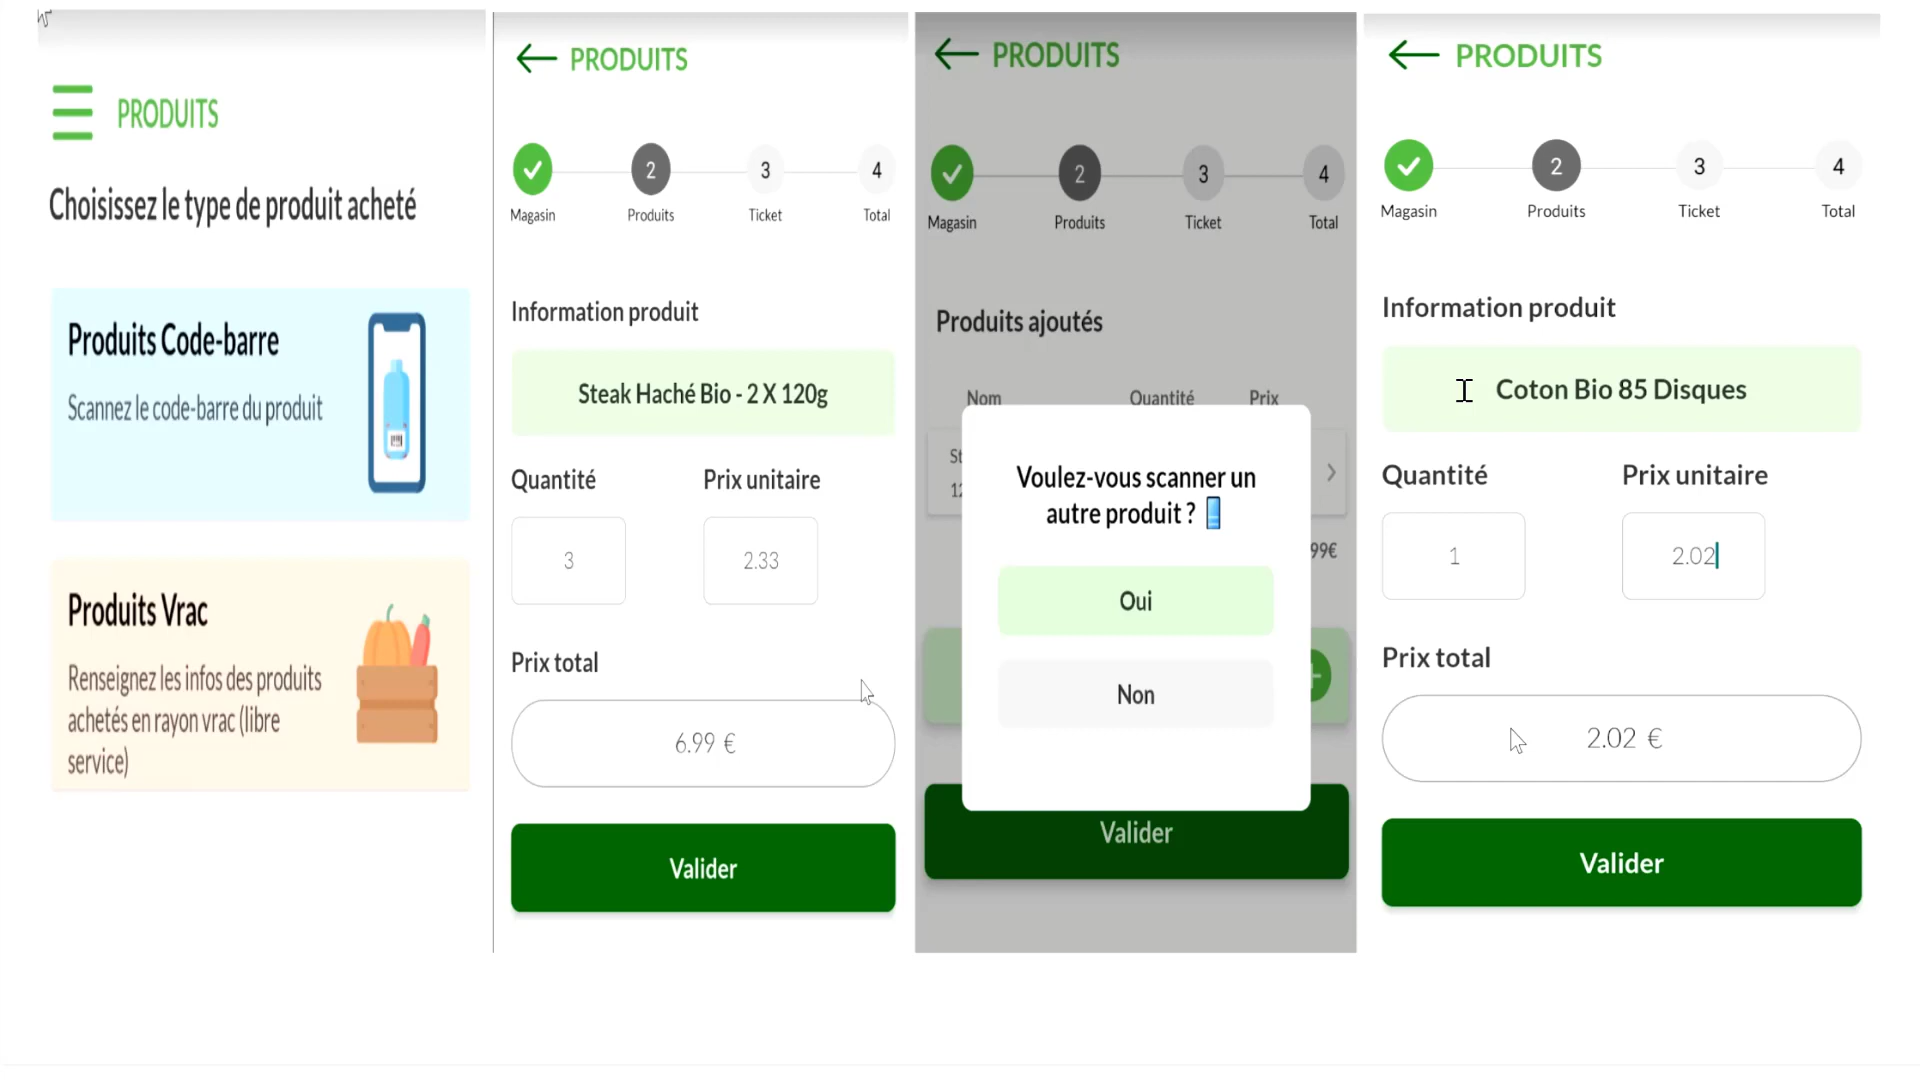 PRODUITS
Choisissez le type de produit acheté
Produits Code-barre
Scannez le code-barre du produit
Produits Vrac
Renseignez les infos des produits
achetés en rayon vrac (libre
service)
PRODUITS
2
3
4
Magasin
Produits
Ticket
Total
Information produit
Steak Haché Bio - 2 X 120g
Quantité
Prix unitaire
3
2.33
Prix total
6.99 €
Valider
PRODUITS
2
3
4
Magasin
Produits
Ticket
Total
Produits ajoutés
Nom
Quantité
Prix
St
12
99€
Voulez-vous scanner un
autre produit ?
Oui
Non
Valider
PRODUITS
2
3
4
Magasin
Produits
Ticket
Total
Information produit
Coton Bio 85 Disques
Quantité
Prix unitaire
1
2.02
Prix total
2.02 €
Valider